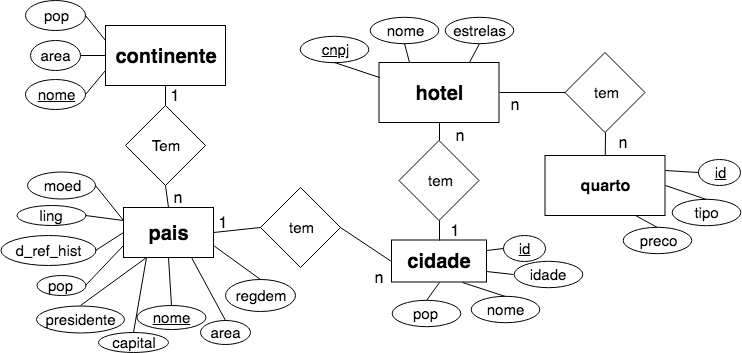 pop
area
nome
continente
1
Tem
n
moed
ling
d_ref_hist
pop
presidente
capital
nome
area
regdem
pais
1
tem
n
cnpj
nome
estrelas
hotel
n
tem
n
quarto
id
tipo
preco
n
tem
1
cidade
id
idade
nome
pop